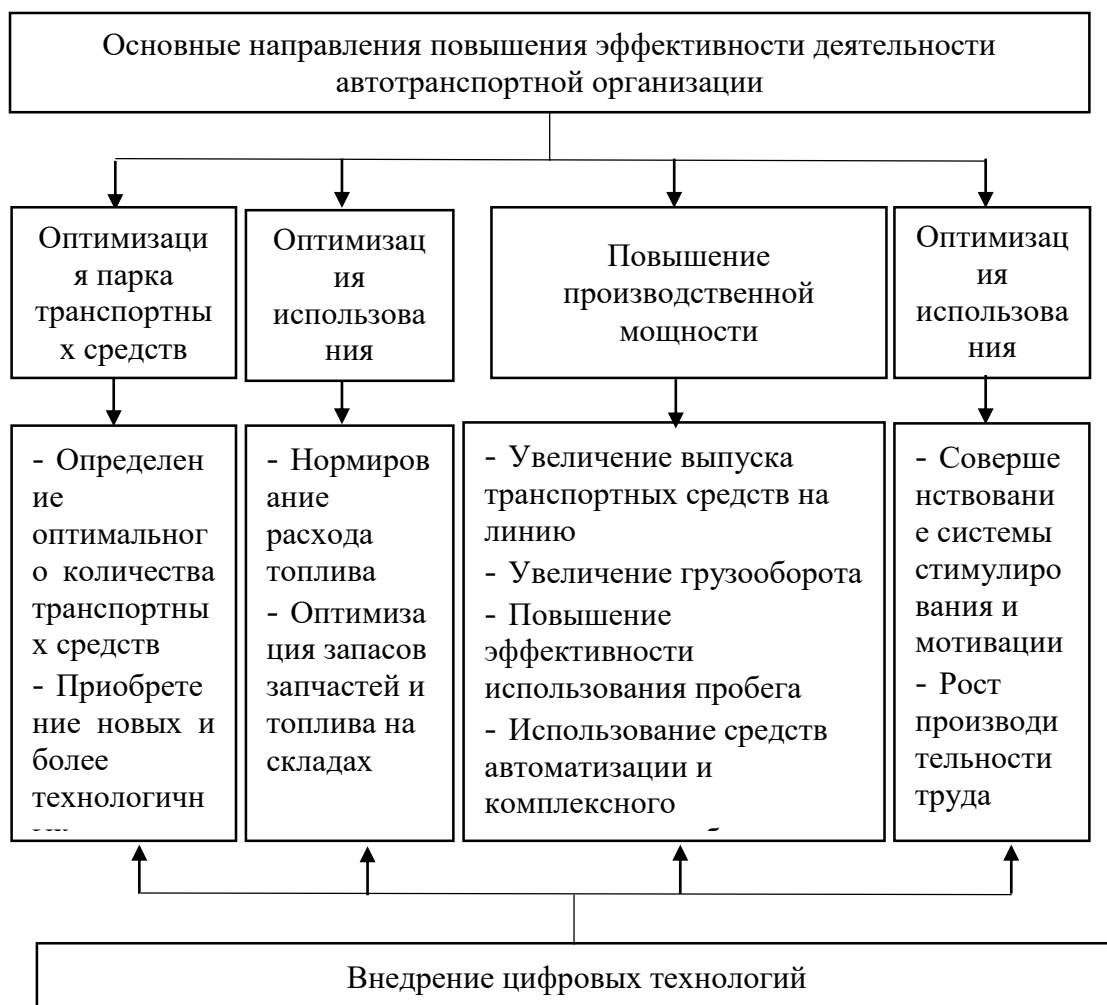 Основные направления повышения эффективности деятельности
автотранспортной организации
Оптимизаци
я парка
транспортны
х средств
Оптимизац
ия
использова
ния
Повышение
производственной
мощности
Оптимизац
ия
использова
ния
- Определен
ие
оптимальног
о количества
транспортны
х средств
- Приобрете
ние новых и
более
технологичн
- Нормиров
ание
расхода
топлива
- Оптимиза
ция запасов
запчастей и
топлива на
складах
- Увеличение выпуска
транспортных средств на
линию
- Увеличение грузооборота
- Повышение
эффективности
использования пробега
- Использование средств
автоматизации и
комплексного
- Соверше
нствовани
е системы
стимулиро
вания и
мотивации
- Рост
производи
тельности
труда
Внедрение цифровых технологий